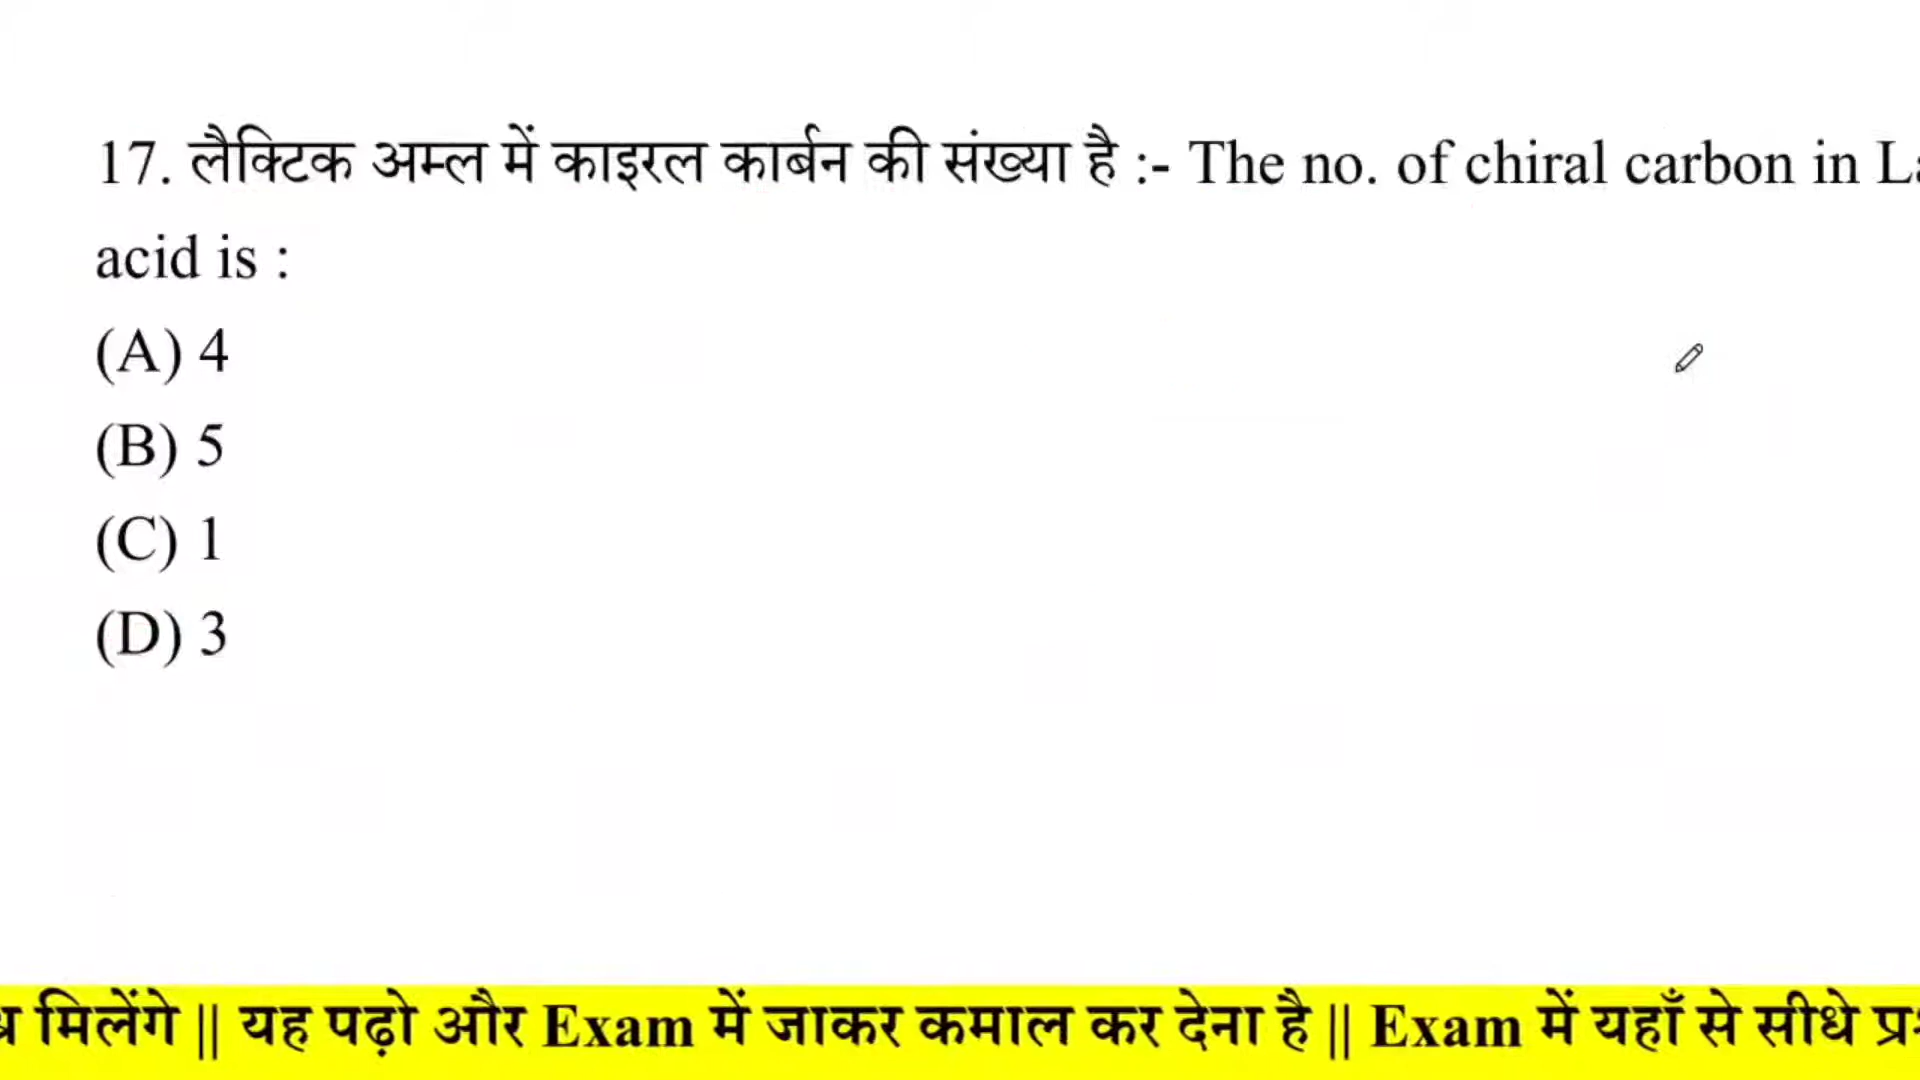 17. लैक्टिक अम्ल में काइरल कार्बन की संख्या है :- The no. of chiral carbon in
acid is :
(A) 4
(B) 5
(C) 1
(D) 3
मिलेंगे || यह पढ़ो और Exam में जाकर कमाल कर देना है || Exam में यहाँ से सीधे